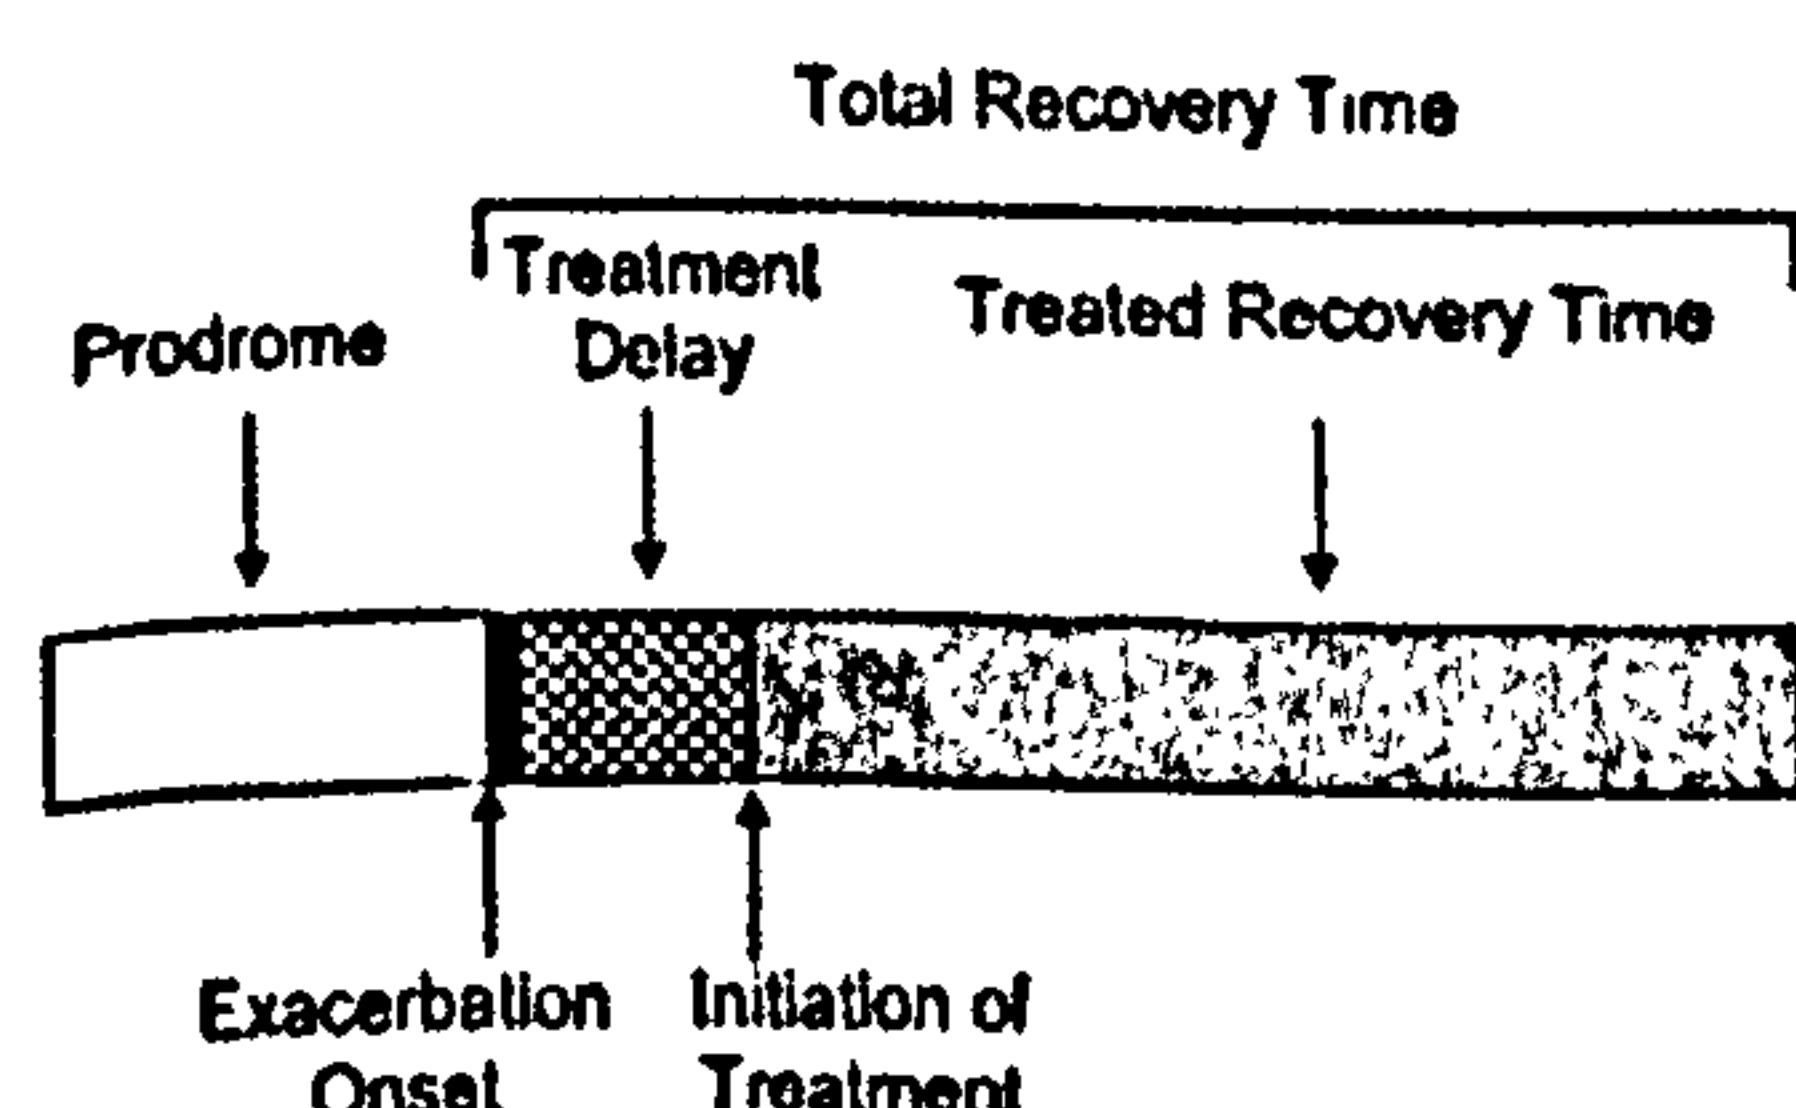 Total Recovery Time
Treatment
Delay
Treated Recovery Time
Prodrome
Exacerbation
Onset
Initiation of
Treatment